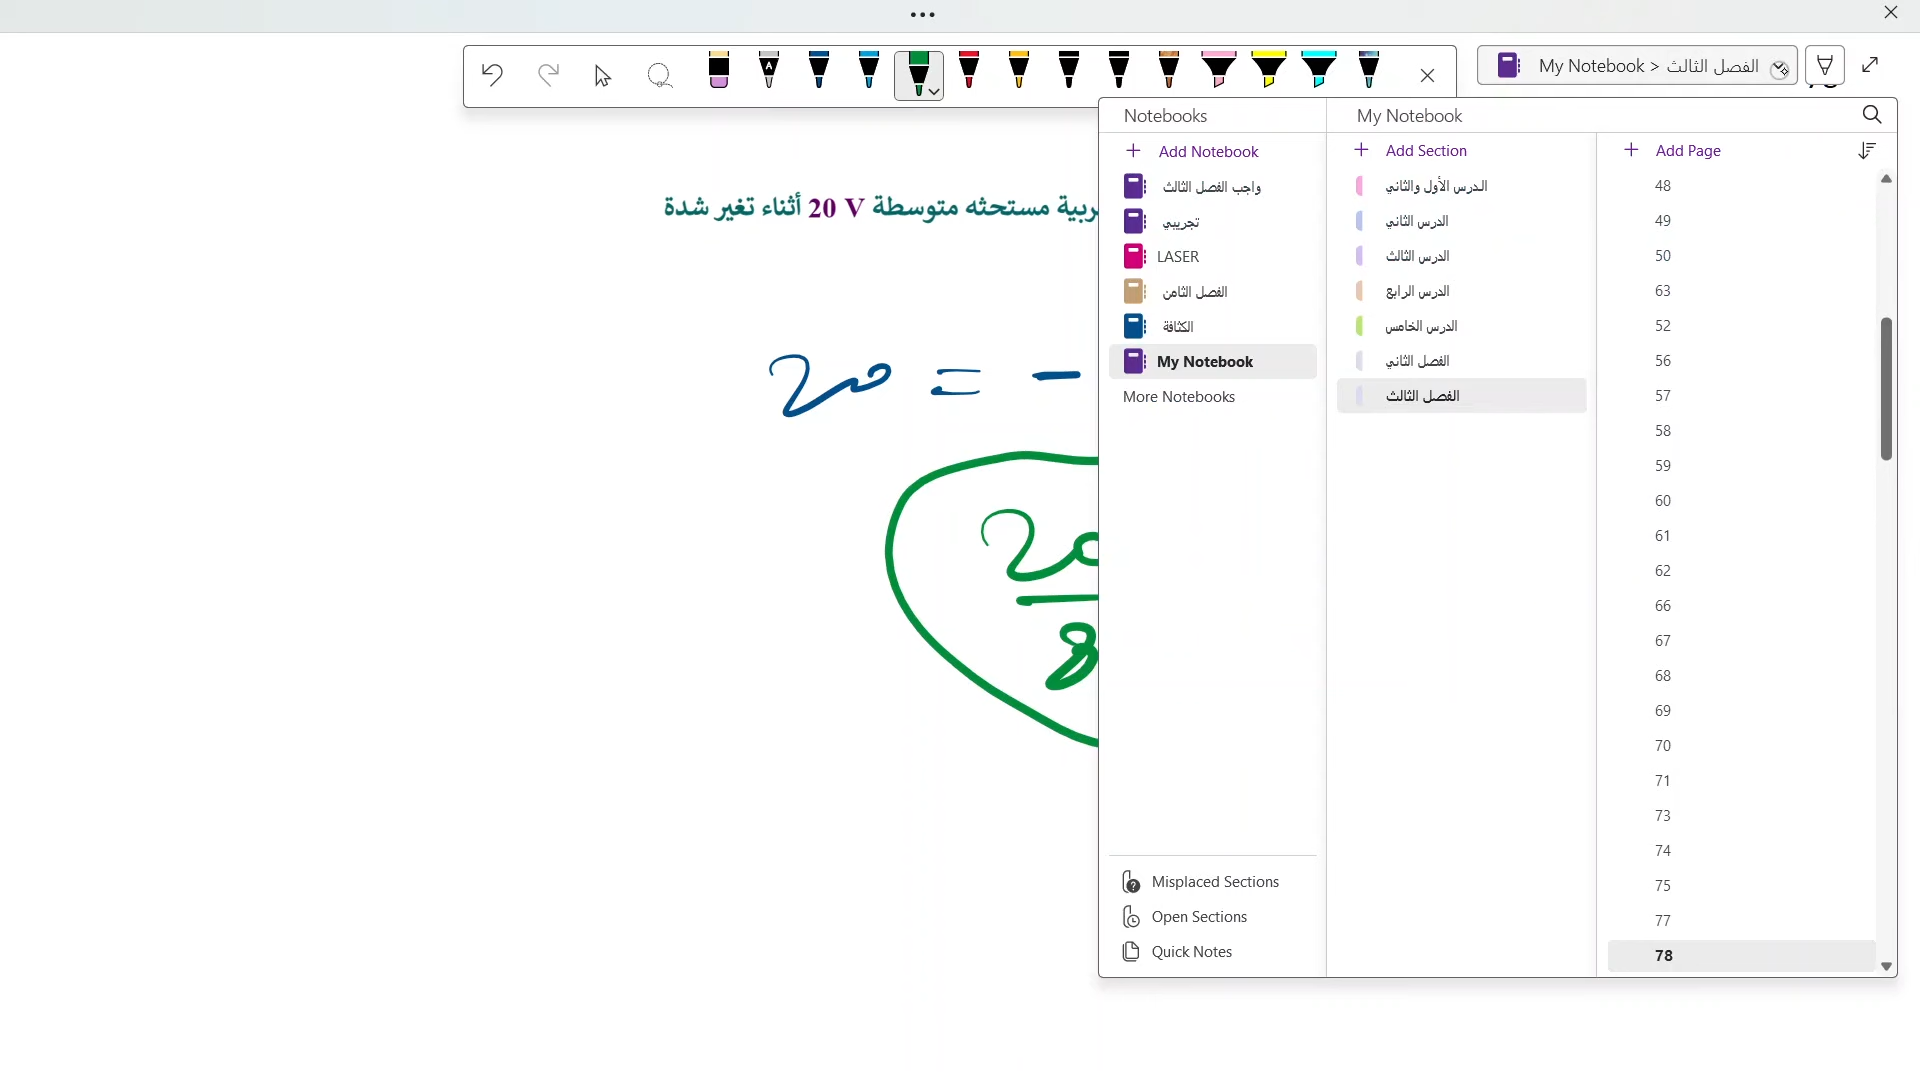 •••
My Notebook > الفصل الثالث
Notebooks
Add Notebook
واجب الفصل الثالث
تجريبي
LASER
الفصل الثامن
الكثافة
My Notebook
More Notebooks
Misplaced Sections
Open Sections
Quick Notes
My Notebook
Add Section
الدرس الأول والثاني
الدرس الثاني
الدرس الثالث
الدرس الرابع
الدرس الخامس
الفصل الثاني
الفصل الثالث
Add Page
48
49
50
63
52
56
57
58
59
60
61
62
66
67
68
69
70
71
73
74
75
77
78
مستحثه متوسطة 20 V أثناء تغير شدة
20 = -
20
8